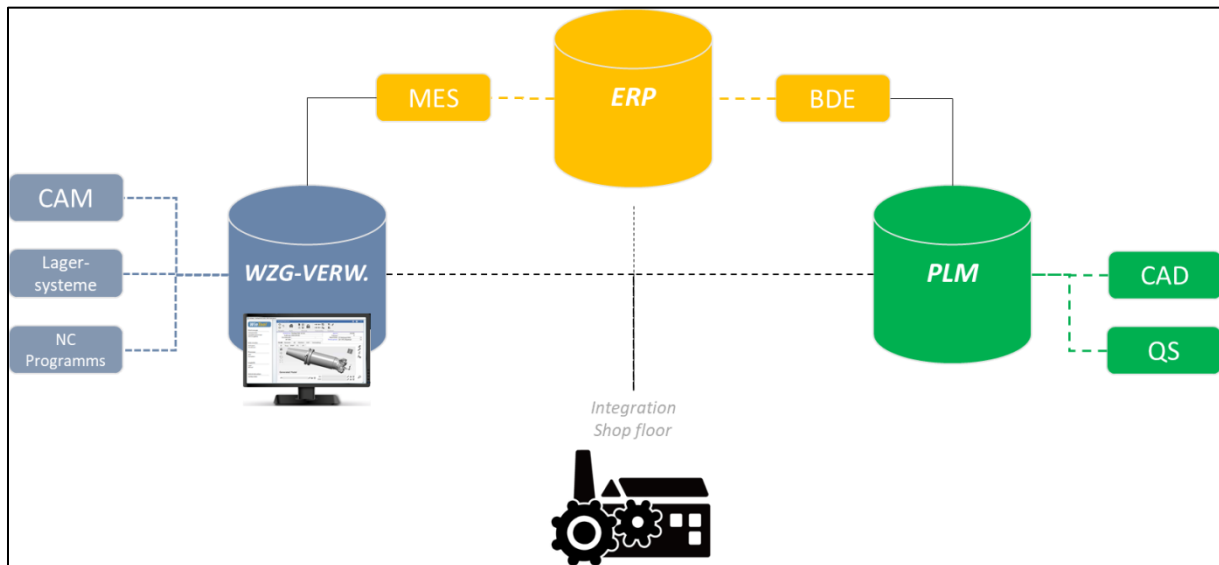 ERP
MES
BDE
CAM
Lager-
systeme
NC
Programms
WZG-VERW.
PLM
CAD
QS
Integration
Shop floor